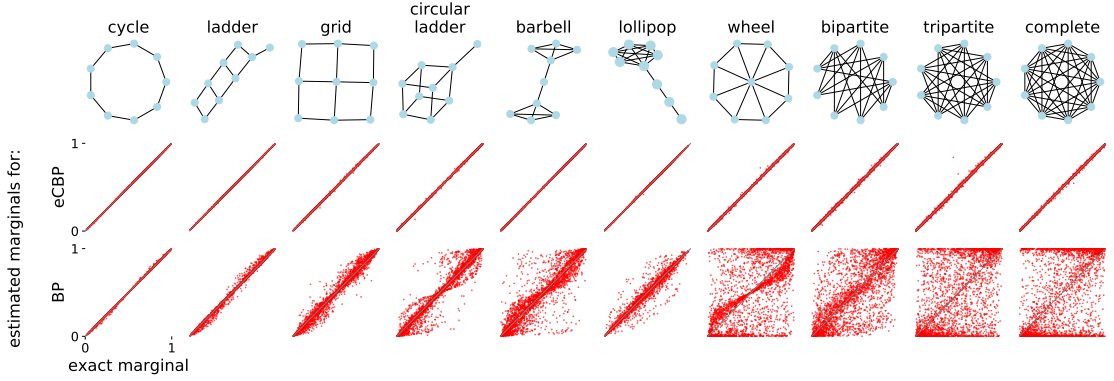 cycle
ladder
grid
circular
ladder
barbell
lollipop
wheel
bipartite
tripartite
complete
estimated marginals for:
eCBP
1
0
BP
1
0
0
1
exact marginal